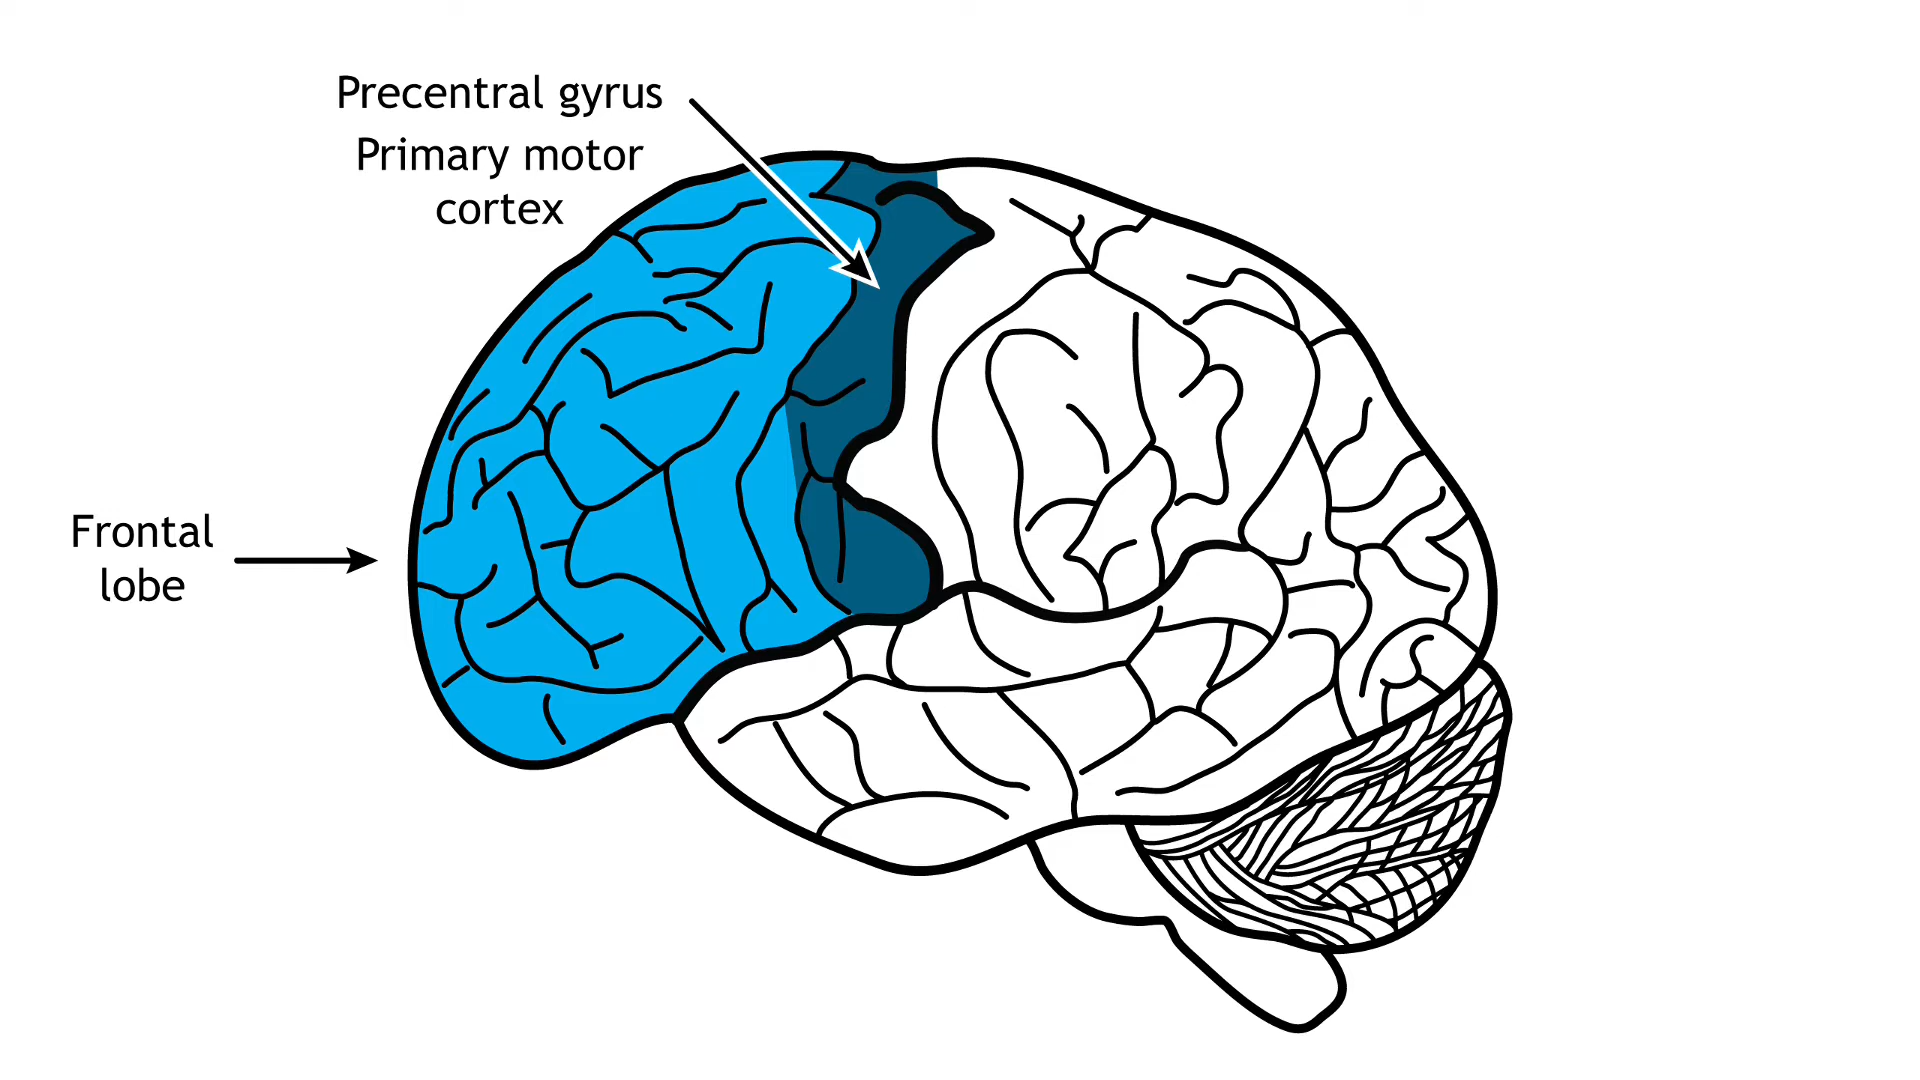 Precentral gyrus
Primary motor
cortex
Frontal
lobe